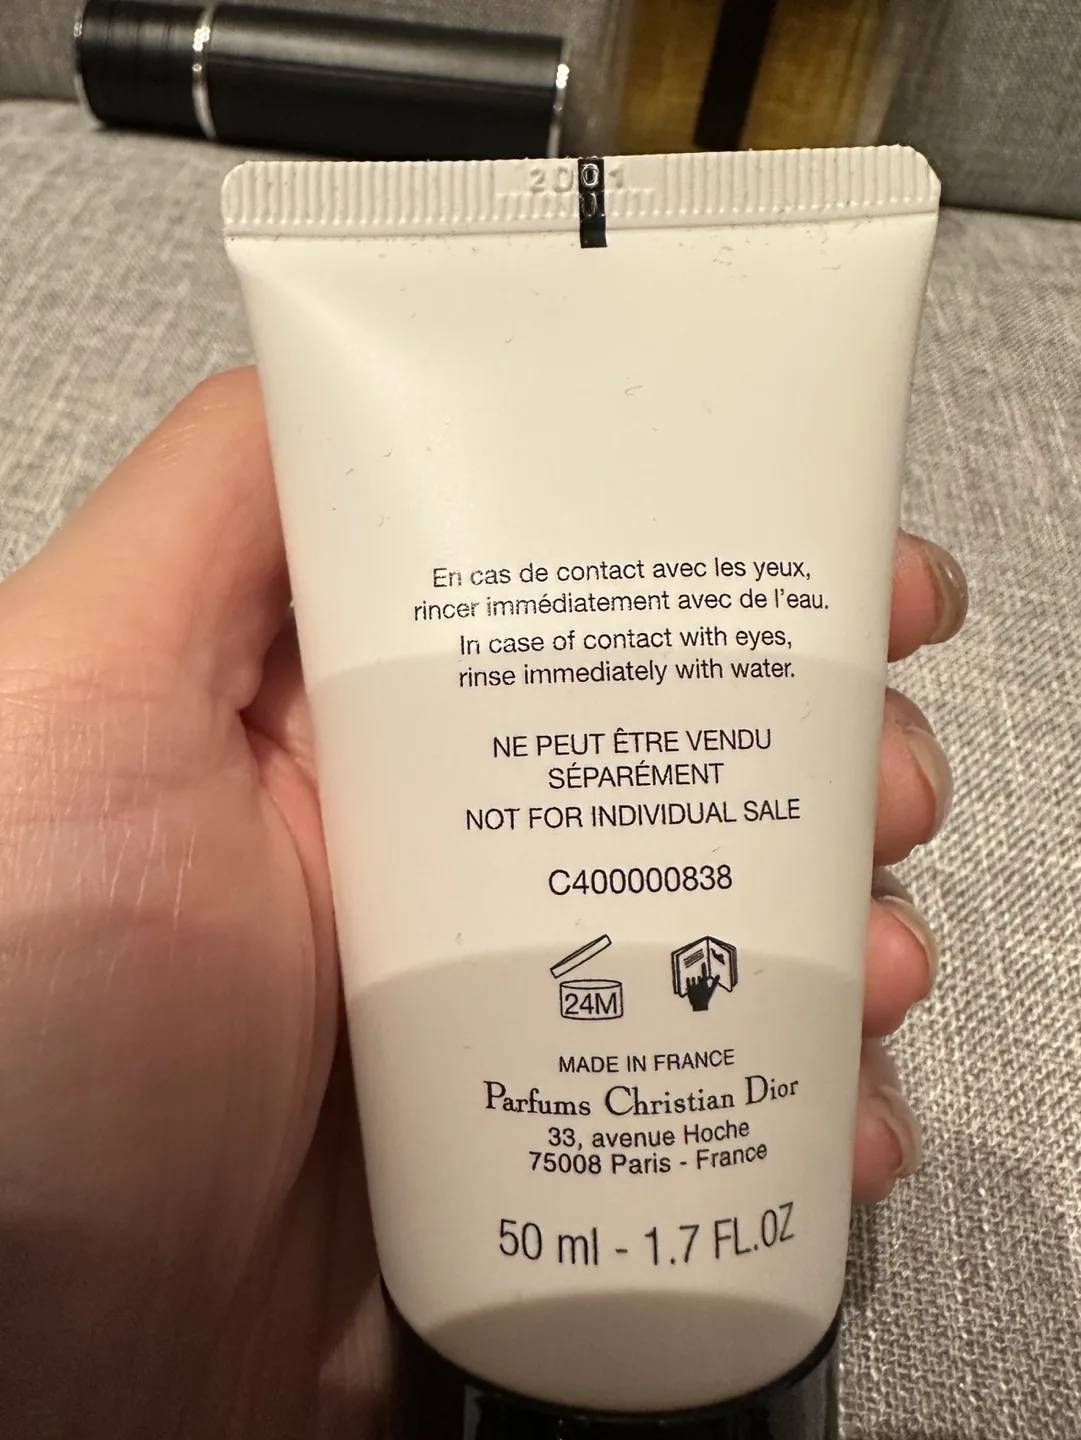 2001
En cas de contact avec les yeux,
rincer immédiatement avec de l'eau.
In case of contact with eyes,
rinse immediately with water.
NE PEUT ÊTRE VENDU
SÉPARÉMENT
NOT FOR INDIVIDUAL SALE
C400000838
24M
MADE IN FRANCE
Parfums Christian Dior
33, avenue Hoche
75008 Paris - France
50 ml - 1.7 FL.OZ